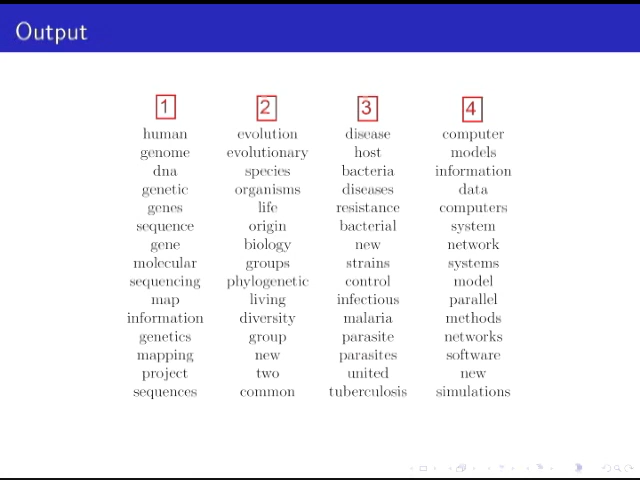 Output
1 2 3 4
human evolution disease computer
genome evolutionary host models
dna species bacteria information
genetic organisms diseases data
genes life resistance computers
sequence origin bacterial system
gene biology new network
molecular groups strains systems
sequencing phylogenetic control model
map living infectious parallel
information diversity malaria methods
genetics group parasite networks
mapping new parasites software
project two united new
sequences common tuberculosis simulations